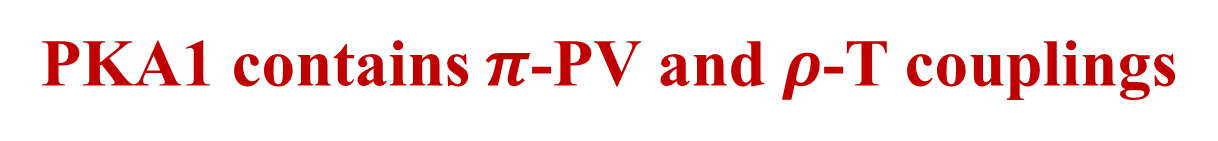 PKA1 contains π-PV and ρ-T couplings